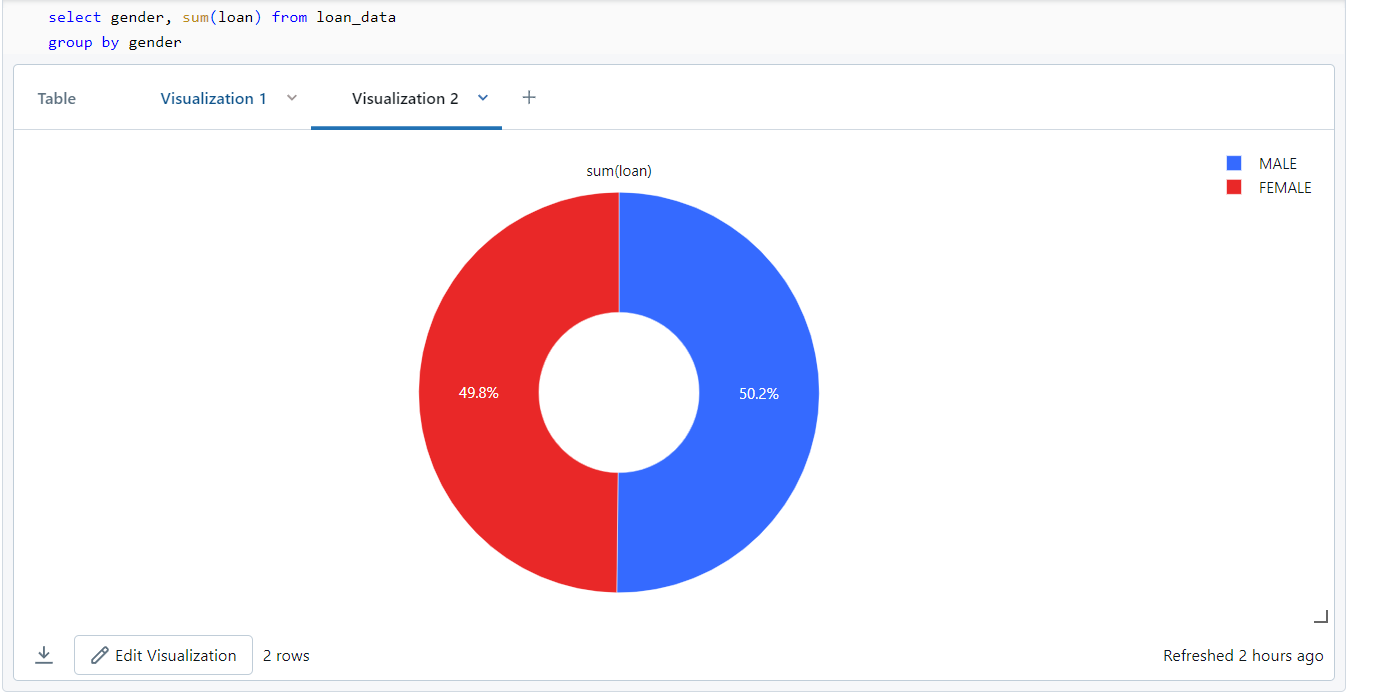 select gender, sum(loan) from loan_data
group by gender
Table
Visualization 1
Visualization 2
sum(loan)
MALE
FEMALE
49.8%
50.2%
Edit Visualization
2 rows
Refreshed 2 hours ago